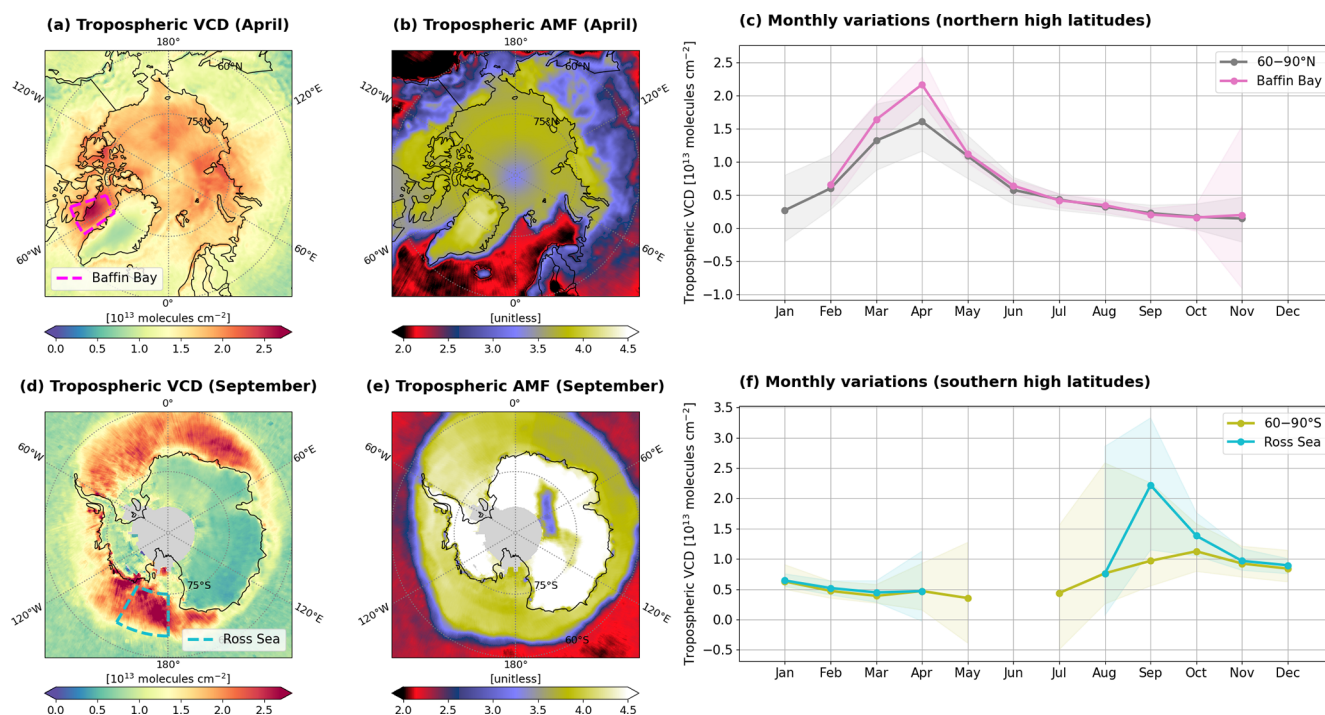 (a) Tropospheric VCD (April)
180°
60°N
120°W
120°E
75°N
60°W
60°E
Baffin Bay
0°
[10¹³ molecules cm⁻²]
0.0 0.5 1.0 1.5 2.0 2.5
(b) Tropospheric AMF (April)
180°
60°N
120°W
120°E
75°N
60°W
60°E
0°
[unitless]
2.0 2.5 3.0 3.5 4.0 4.5
(c) Monthly variations (northern high latitudes)
Tropospheric VCD [10¹³ molecules cm⁻²]
2.5
2.0
1.5
1.0
0.5
0.0
−0.5
−1.0
60−90°N
Baffin Bay
Jan Feb Mar Apr May Jun Jul Aug Sep Oct Nov Dec
(d) Tropospheric VCD (September)
0°
60°W
60°E
75°S
120°W
120°E
Ross Sea
180°
[10¹³ molecules cm⁻²]
0.0 0.5 1.0 1.5 2.0 2.5
(e) Tropospheric AMF (September)
0°
60°W
60°E
75°S
120°W
120°E
60°S
180°
[unitless]
2.0 2.5 3.0 3.5 4.0 4.5
(f) Monthly variations (southern high latitudes)
Tropospheric VCD [10¹³ molecules cm⁻²]
3.5
3.0
2.5
2.0
1.5
1.0
0.5
0.0
−0.5
60−90°S
Ross Sea
Jan Feb Mar Apr May Jun Jul Aug Sep Oct Nov Dec